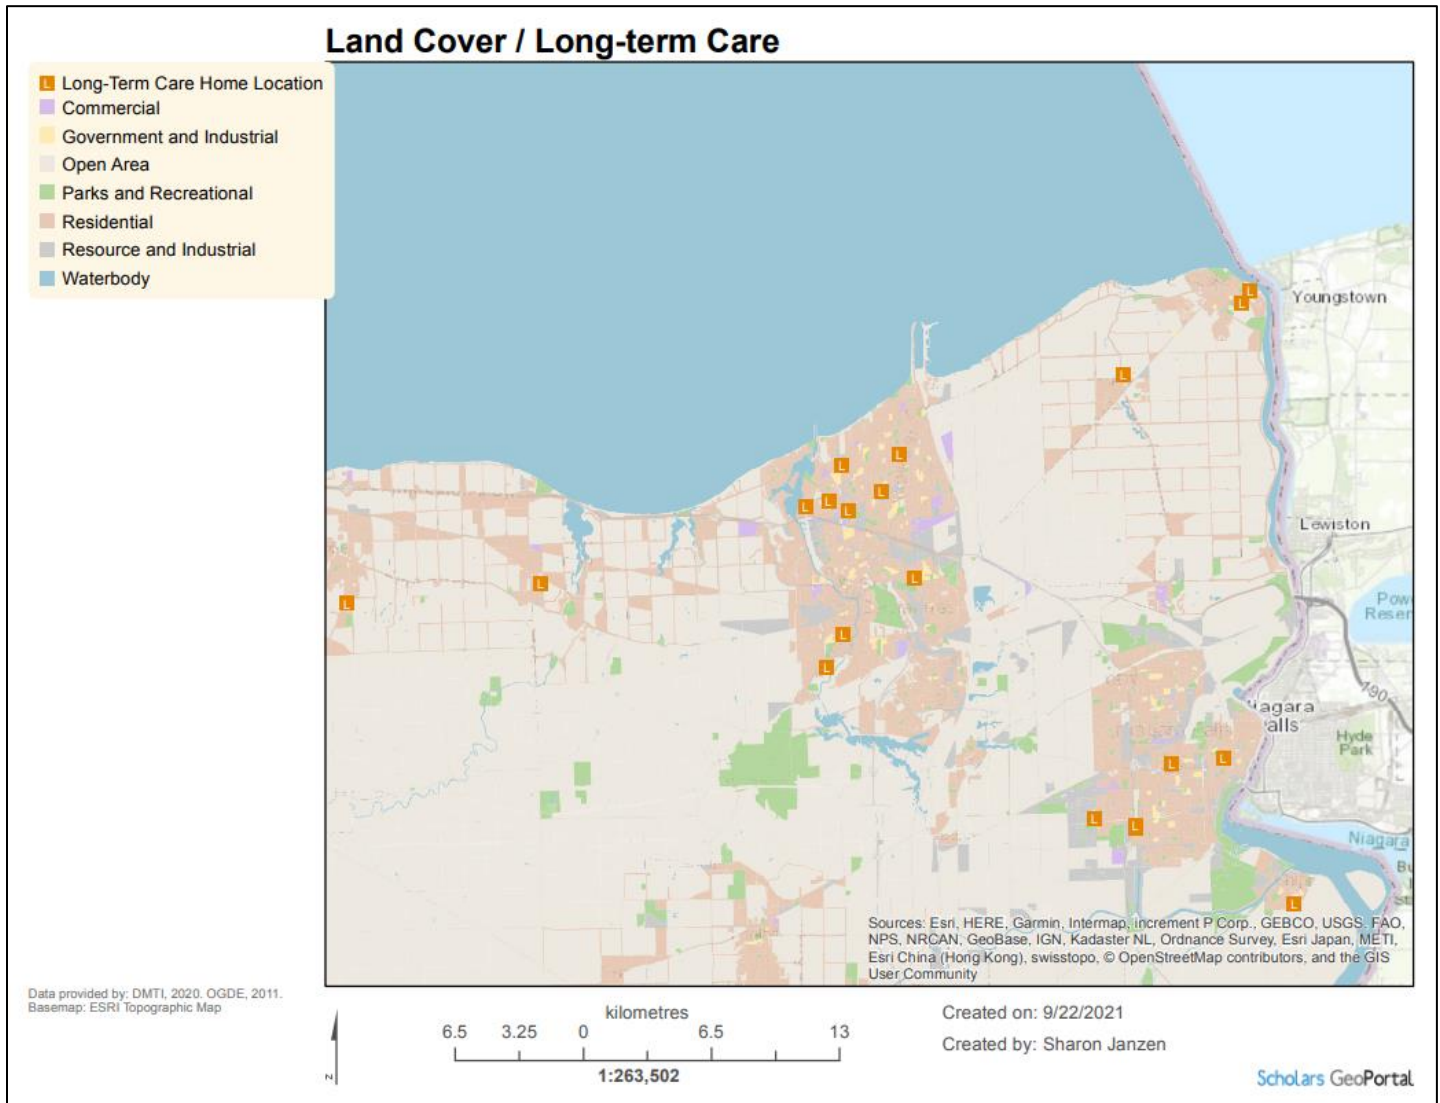 Land Cover / Long-term Care
L Long-Term Care Home Location
Commercial
Government and Industrial
Open Area
Parks and Recreational
Residential
Resource and Industrial
Waterbody
L
L
Youngstown
L
L
L
L
L
L
L
Lewiston
L
L
L
L
L
190
Hyde
Park
L
L
L
L
Niagara
L
Sources: Esri, HERE, Garmin, Intermap, increment P Corp., GEBCO, USGS, FAO,
NPS, NRCAN, GeoBase, IGN, Kadaster NL, Ordnance Survey, Esri Japan, METI,
Esri China (Hong Kong), swisstopo, © OpenStreetMap contributors, and the GIS
User Community
Data provided by: DMTI, 2020. OGDE, 2011.
Basemap: ESRI Topographic Map
N
kilometres
6.5 3.25 0 6.5 13
1:263,502
Created on: 9/22/2021
Created by: Sharon Janzen
Scholars GeoPortal